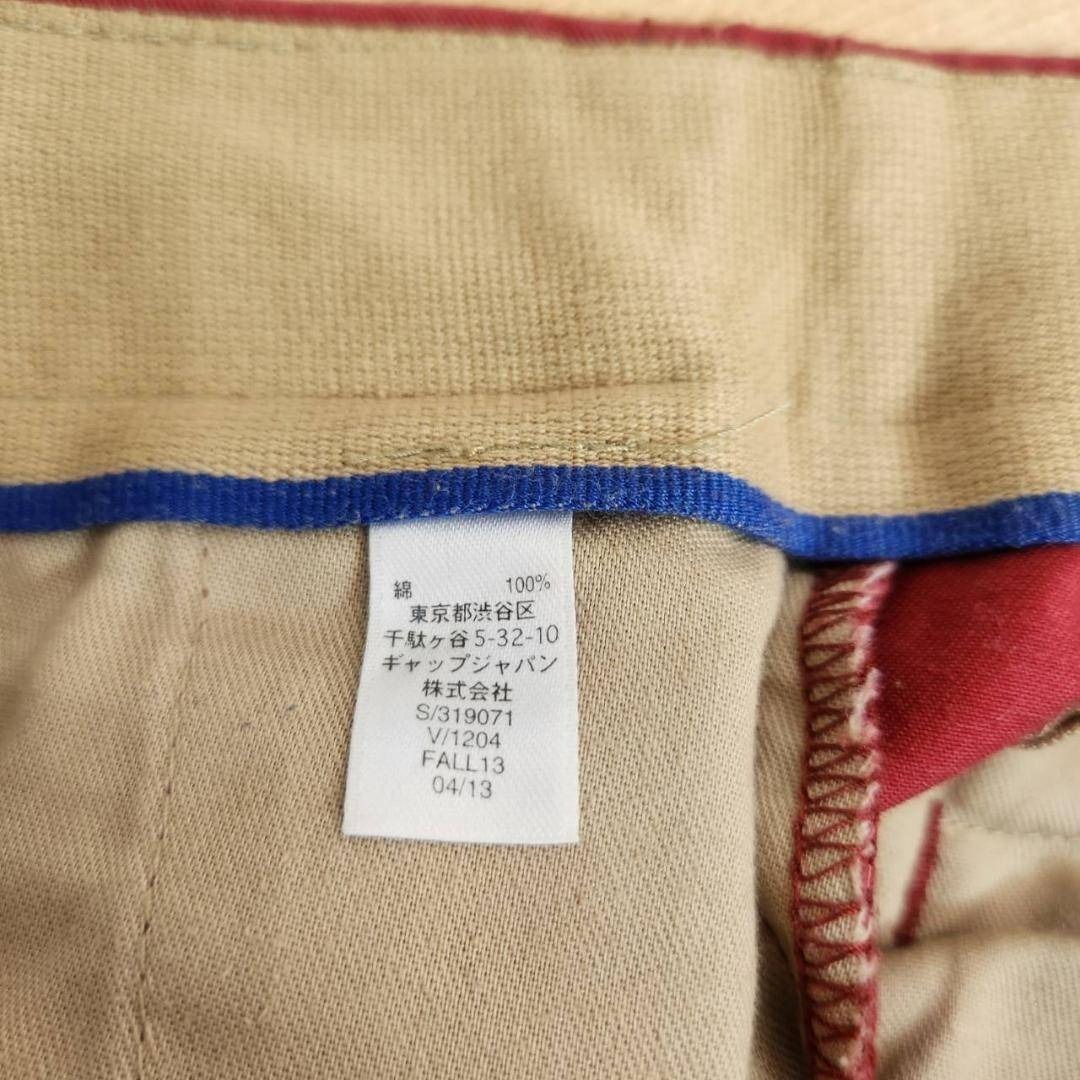 綿 100%
東京都渋谷区
千駄ヶ谷5-32-10
ギャップジャパン
株式会社
S/319071
V/1204
FALL13
04/13